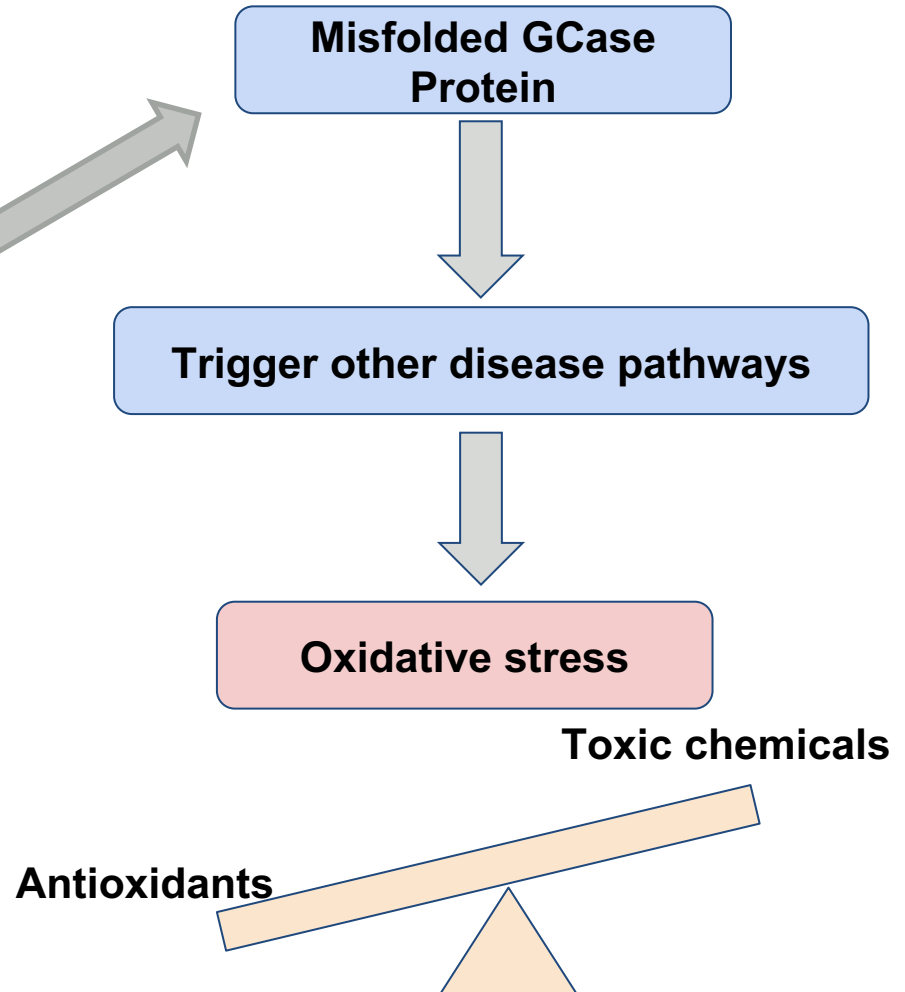 Misfolded GCase
Protein
Trigger other disease pathways
Oxidative stress
Toxic chemicals
Antioxidants